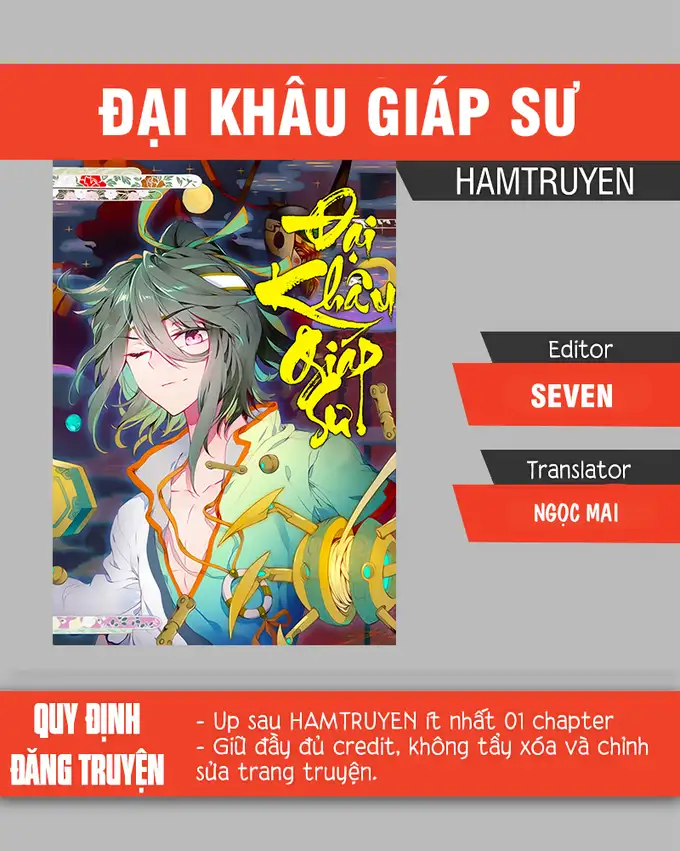 ĐẠI KHÂU GIÁP SƯ
HAMTRUYEN
Đại
Khâu
Giáp
Sư
Editor
SEVEN
Translator
NGỌC MAI
QUY ĐỊNH
ĐĂNG TRUYỆN
- Up sau HAMTRUYEN ít nhất 01 chapter
- Giữ đầy đủ credit, không tẩy xóa và chỉnh
sửa trang truyện.